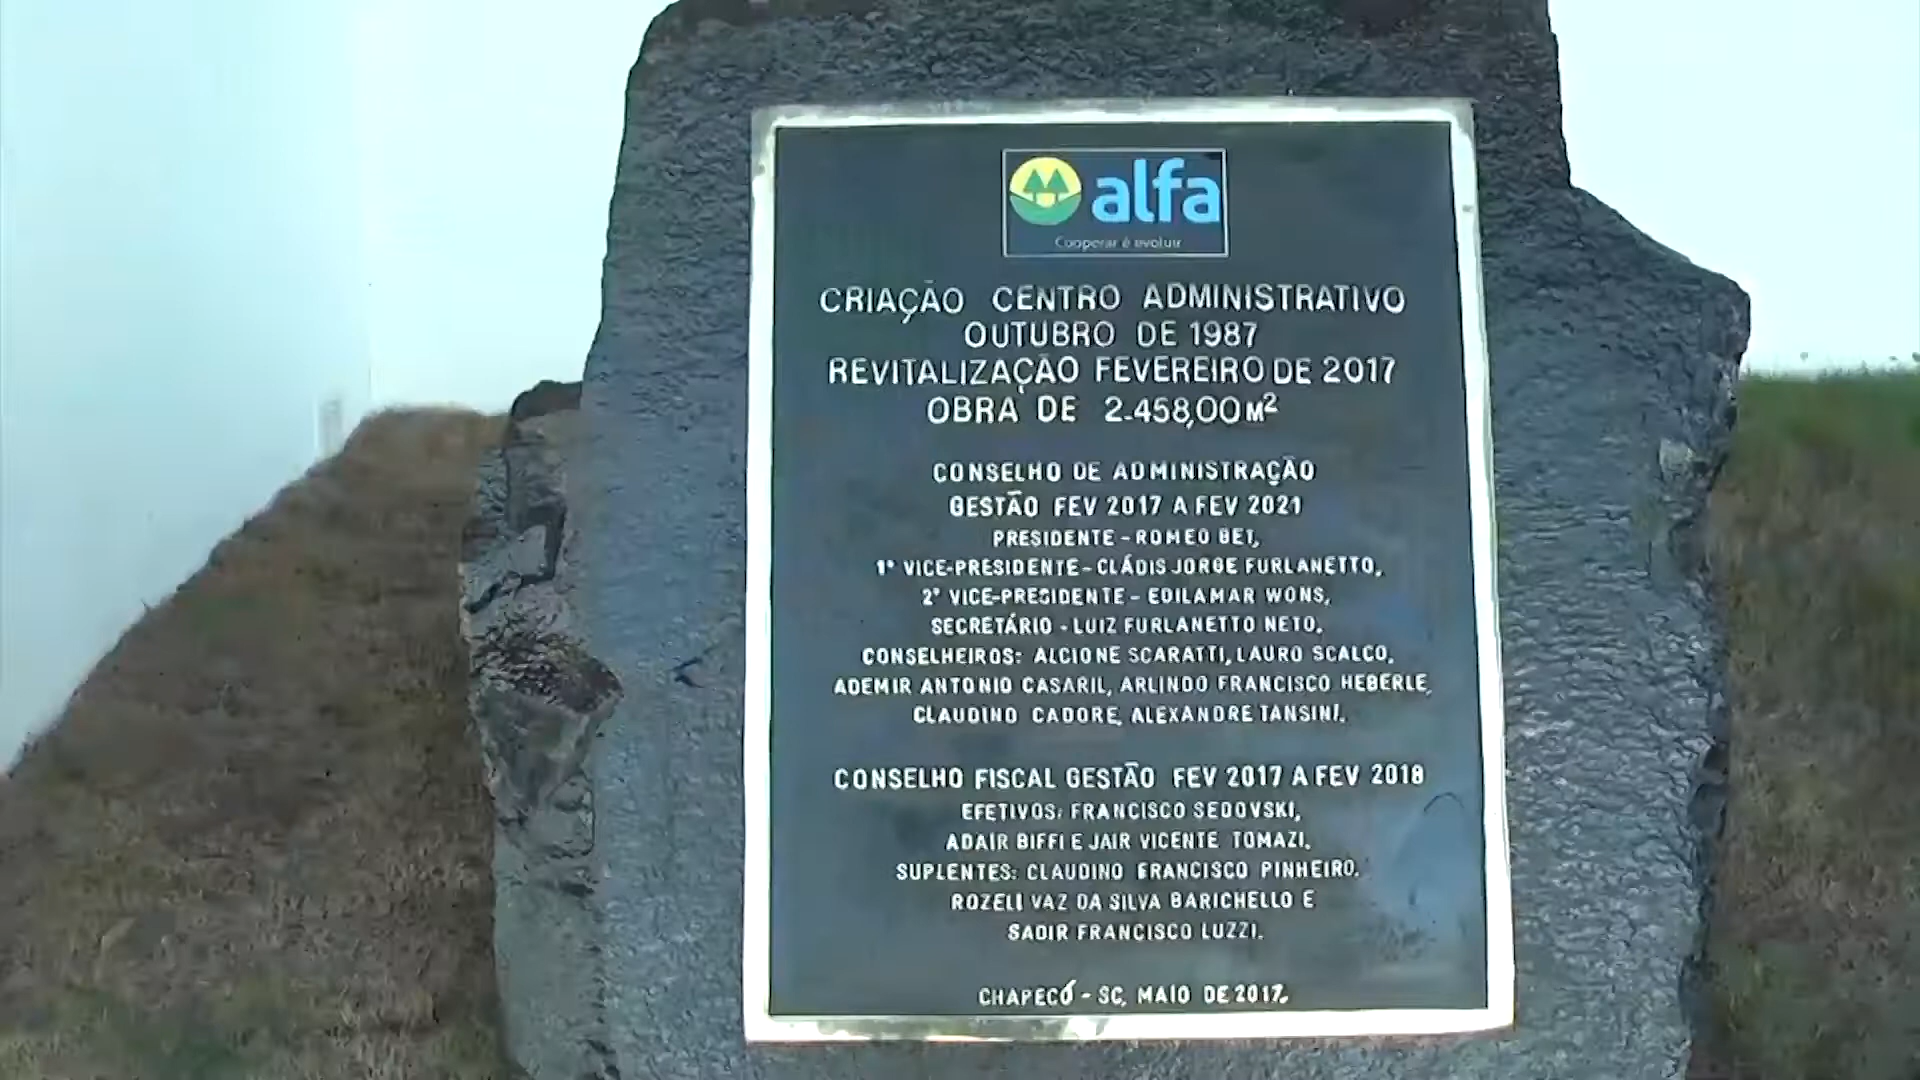 alfa
Cooperar é evoluir
CRIAÇÃO CENTRO ADMINISTRATIVO
OUTUBRO DE 1987
REVITALIZAÇÃO FEVEREIRO DE 2017
OBRA DE 2.458,00 M²
CONSELHO DE ADMINISTRAÇÃO
GESTÃO FEV 2017 A FEV 2021
PRESIDENTE - ROMEO BET,
1º VICE-PRESIDENTE - CLÁDIS JORGE FURLANETTO,
2º VICE-PRESIDENTE - EDILAMAR WONS,
SECRETÁRIO - LUIZ FURLANETTO NETO.
CONSELHEIROS: ALCIONE SCARATTI, LAURO SCALCO,
ADEMIR ANTONIO CASARIL, ARLINDO FRANCISCO HEBERLE,
CLAUDINO CADORE, ALEXANDRE TANSINI.
CONSELHO FISCAL GESTÃO FEV 2017 A FEV 2018
EFETIVOS: FRANCISCO SEDOVSKI,
ADAIR BIFFI E JAIR VICENTE TOMAZI.
SUPLENTES: CLAUDINO FRANCISCO PINHEIRO.
ROZELI VAZ DA SILVA BARICHELLO E
SADIR FRANCISCO LUZZI.
CHAPECÓ - SC, MAIO DE 2017.